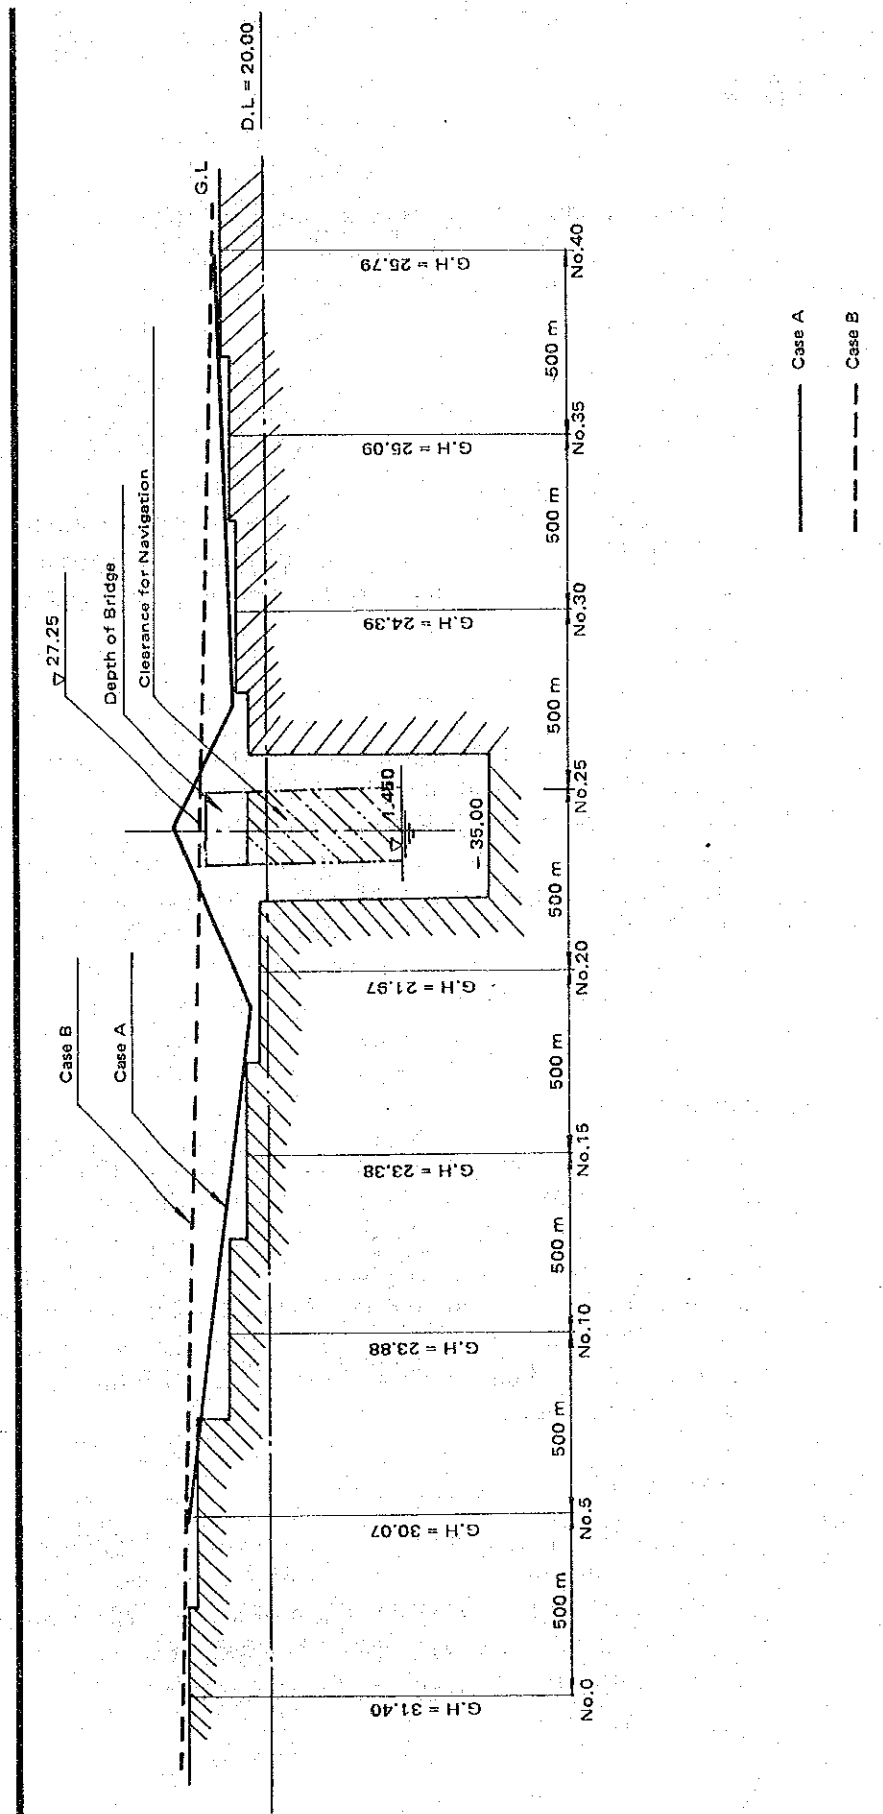 D.L = 20.00
G.L
▽ 27.25
Depth of Bridge
Clearance for Navigation
Case B
Case A
▽ 1.450
− 35.00
G.H = 31.40
G.H = 30.07
G.H = 23.88
G.H = 23.38
G.H = 21.97
G.H = 24.39
G.H = 25.09
G.H = 25.79
500 m
500 m
500 m
500 m
500 m
500 m
500 m
500 m
No.0
No.5
No.10
No.15
No.20
No.25
No.30
No.35
No.40
Case A
Case B